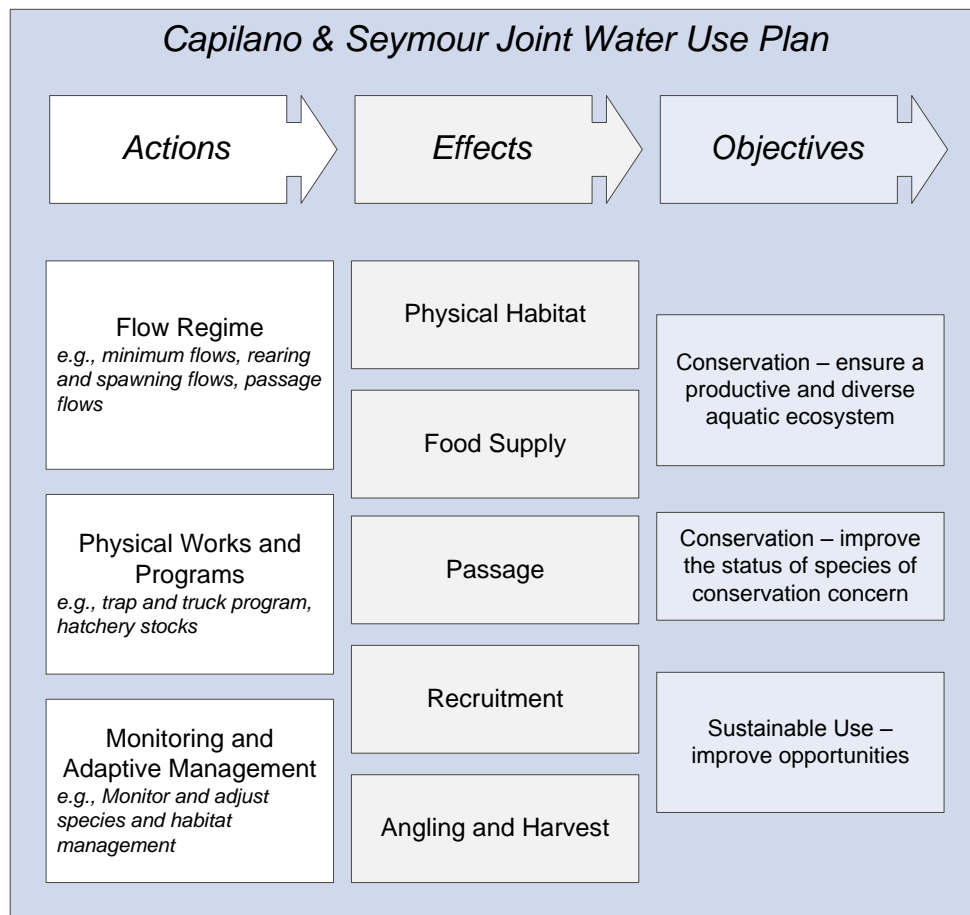 Capilano & Seymour Joint Water Use Plan
Actions
Effects
Objectives
Flow Regime
e.g., minimum flows, rearing
and spawning flows, passage
flows
Physical Works and
Programs
e.g., trap and truck program,
hatchery stocks
Monitoring and
Adaptive Management
e.g., Monitor and adjust
species and habitat
management
Physical Habitat
Food Supply
Passage
Recruitment
Angling and Harvest
Conservation – ensure a
productive and diverse
aquatic ecosystem
Conservation – improve
the status of species of
conservation concern
Sustainable Use –
improve opportunities